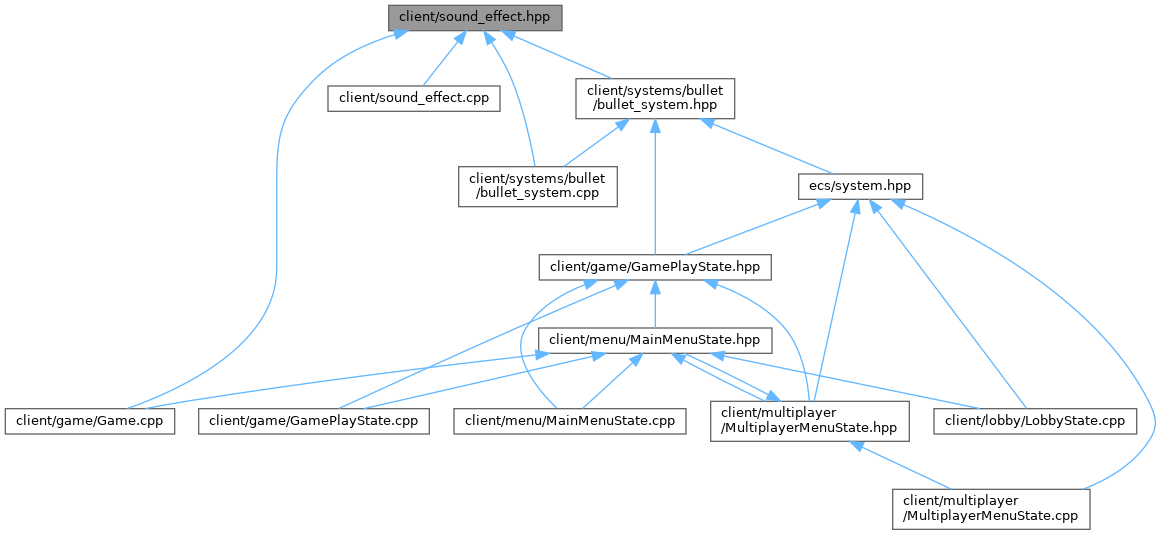 client/sound_effect.hpp
client/sound_effect.cpp
client/systems/bullet
/bullet_system.hpp
client/systems/bullet
/bullet_system.cpp
ecs/system.hpp
client/game/GamePlayState.hpp
client/menu/MainMenuState.hpp
client/game/Game.cpp
client/game/GamePlayState.cpp
client/menu/MainMenuState.cpp
client/multiplayer
/MultiplayerMenuState.hpp
client/lobby/LobbyState.cpp
client/multiplayer
/MultiplayerMenuState.cpp